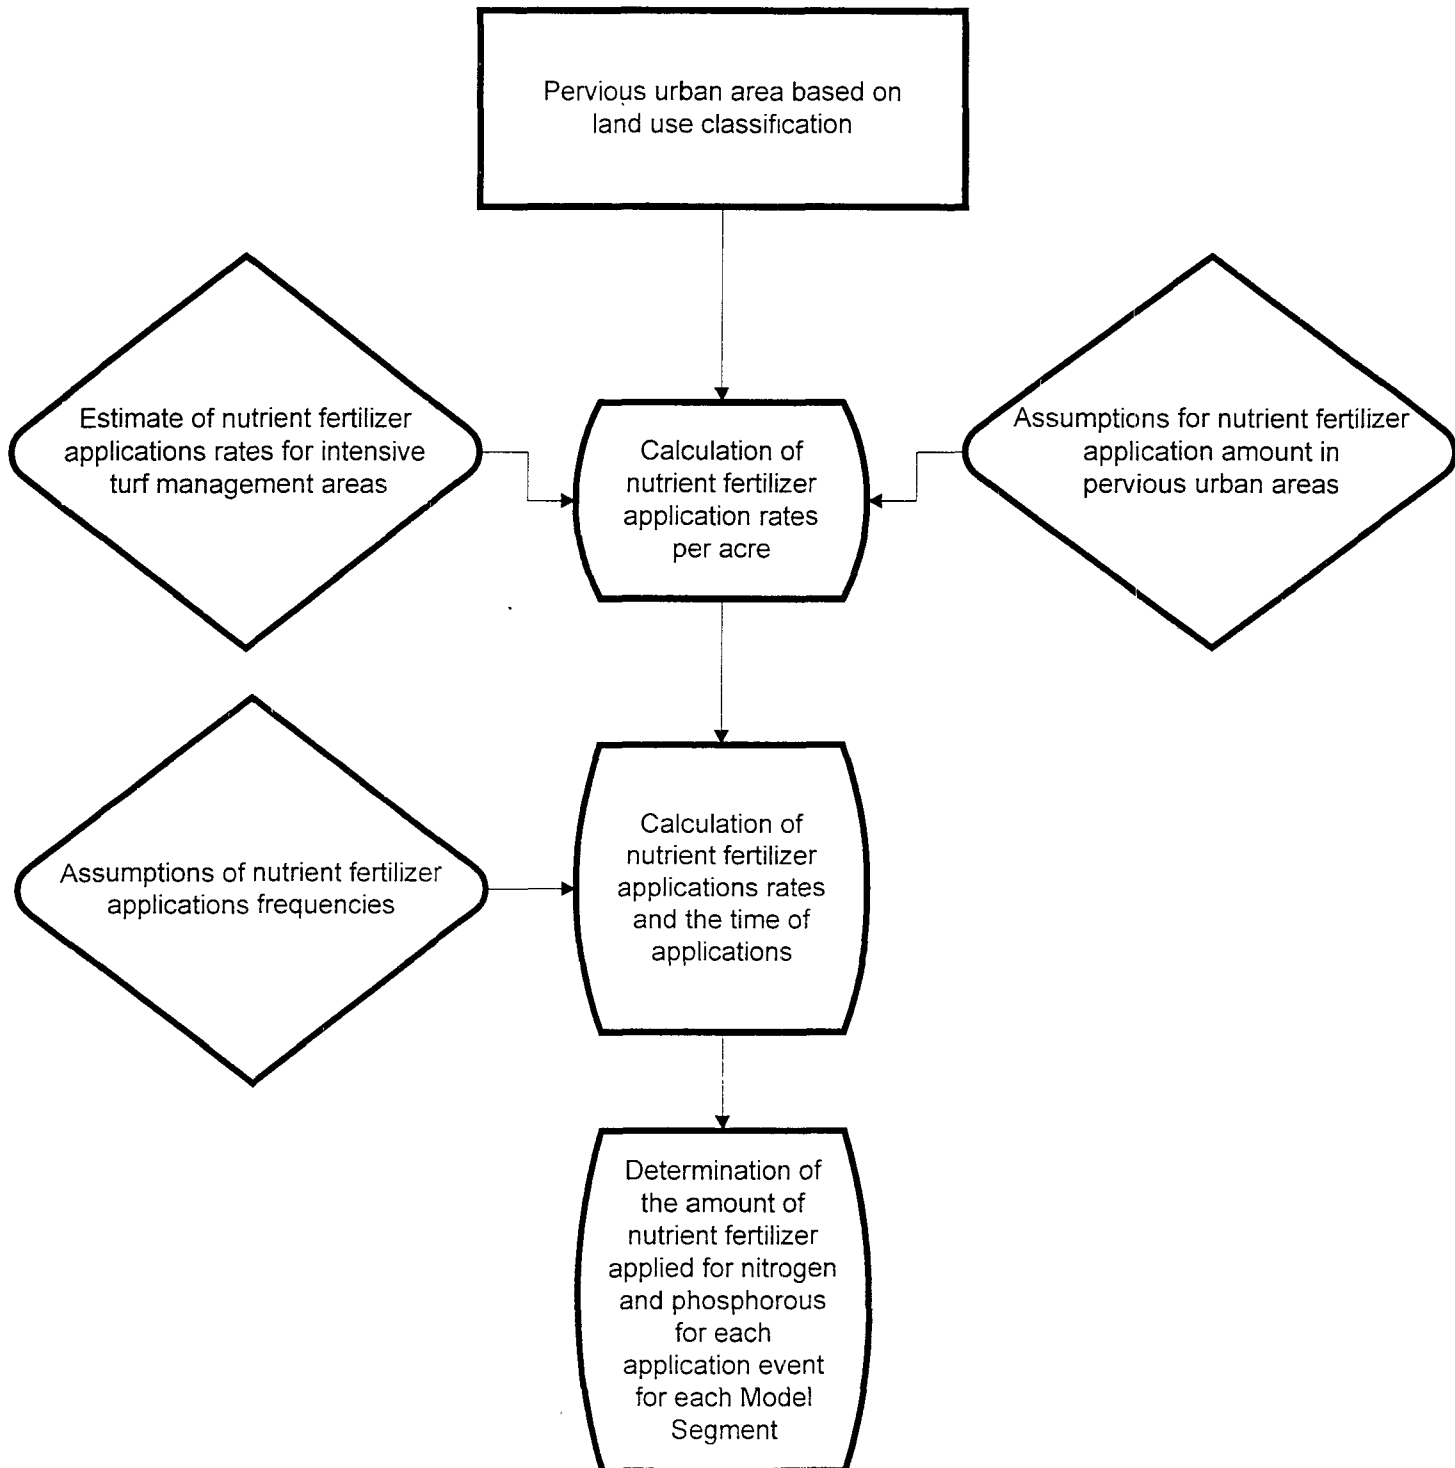 Pervious urban area based on
land use classification
Estimate of nutrient fertilizer
applications rates for intensive
turf management areas
Calculation of
nutrient fertilizer
application rates
per acre
Assumptions for nutrient fertilizer
application amount in
pervious urban areas
Assumptions of nutrient fertilizer
applications frequencies
Calculation of
nutrient fertilizer
applications rates
and the time of
applications
Determination of
the amount of
nutrient fertilizer
applied for nitrogen
and phosphorous
for each
application event
for each Model
Segment